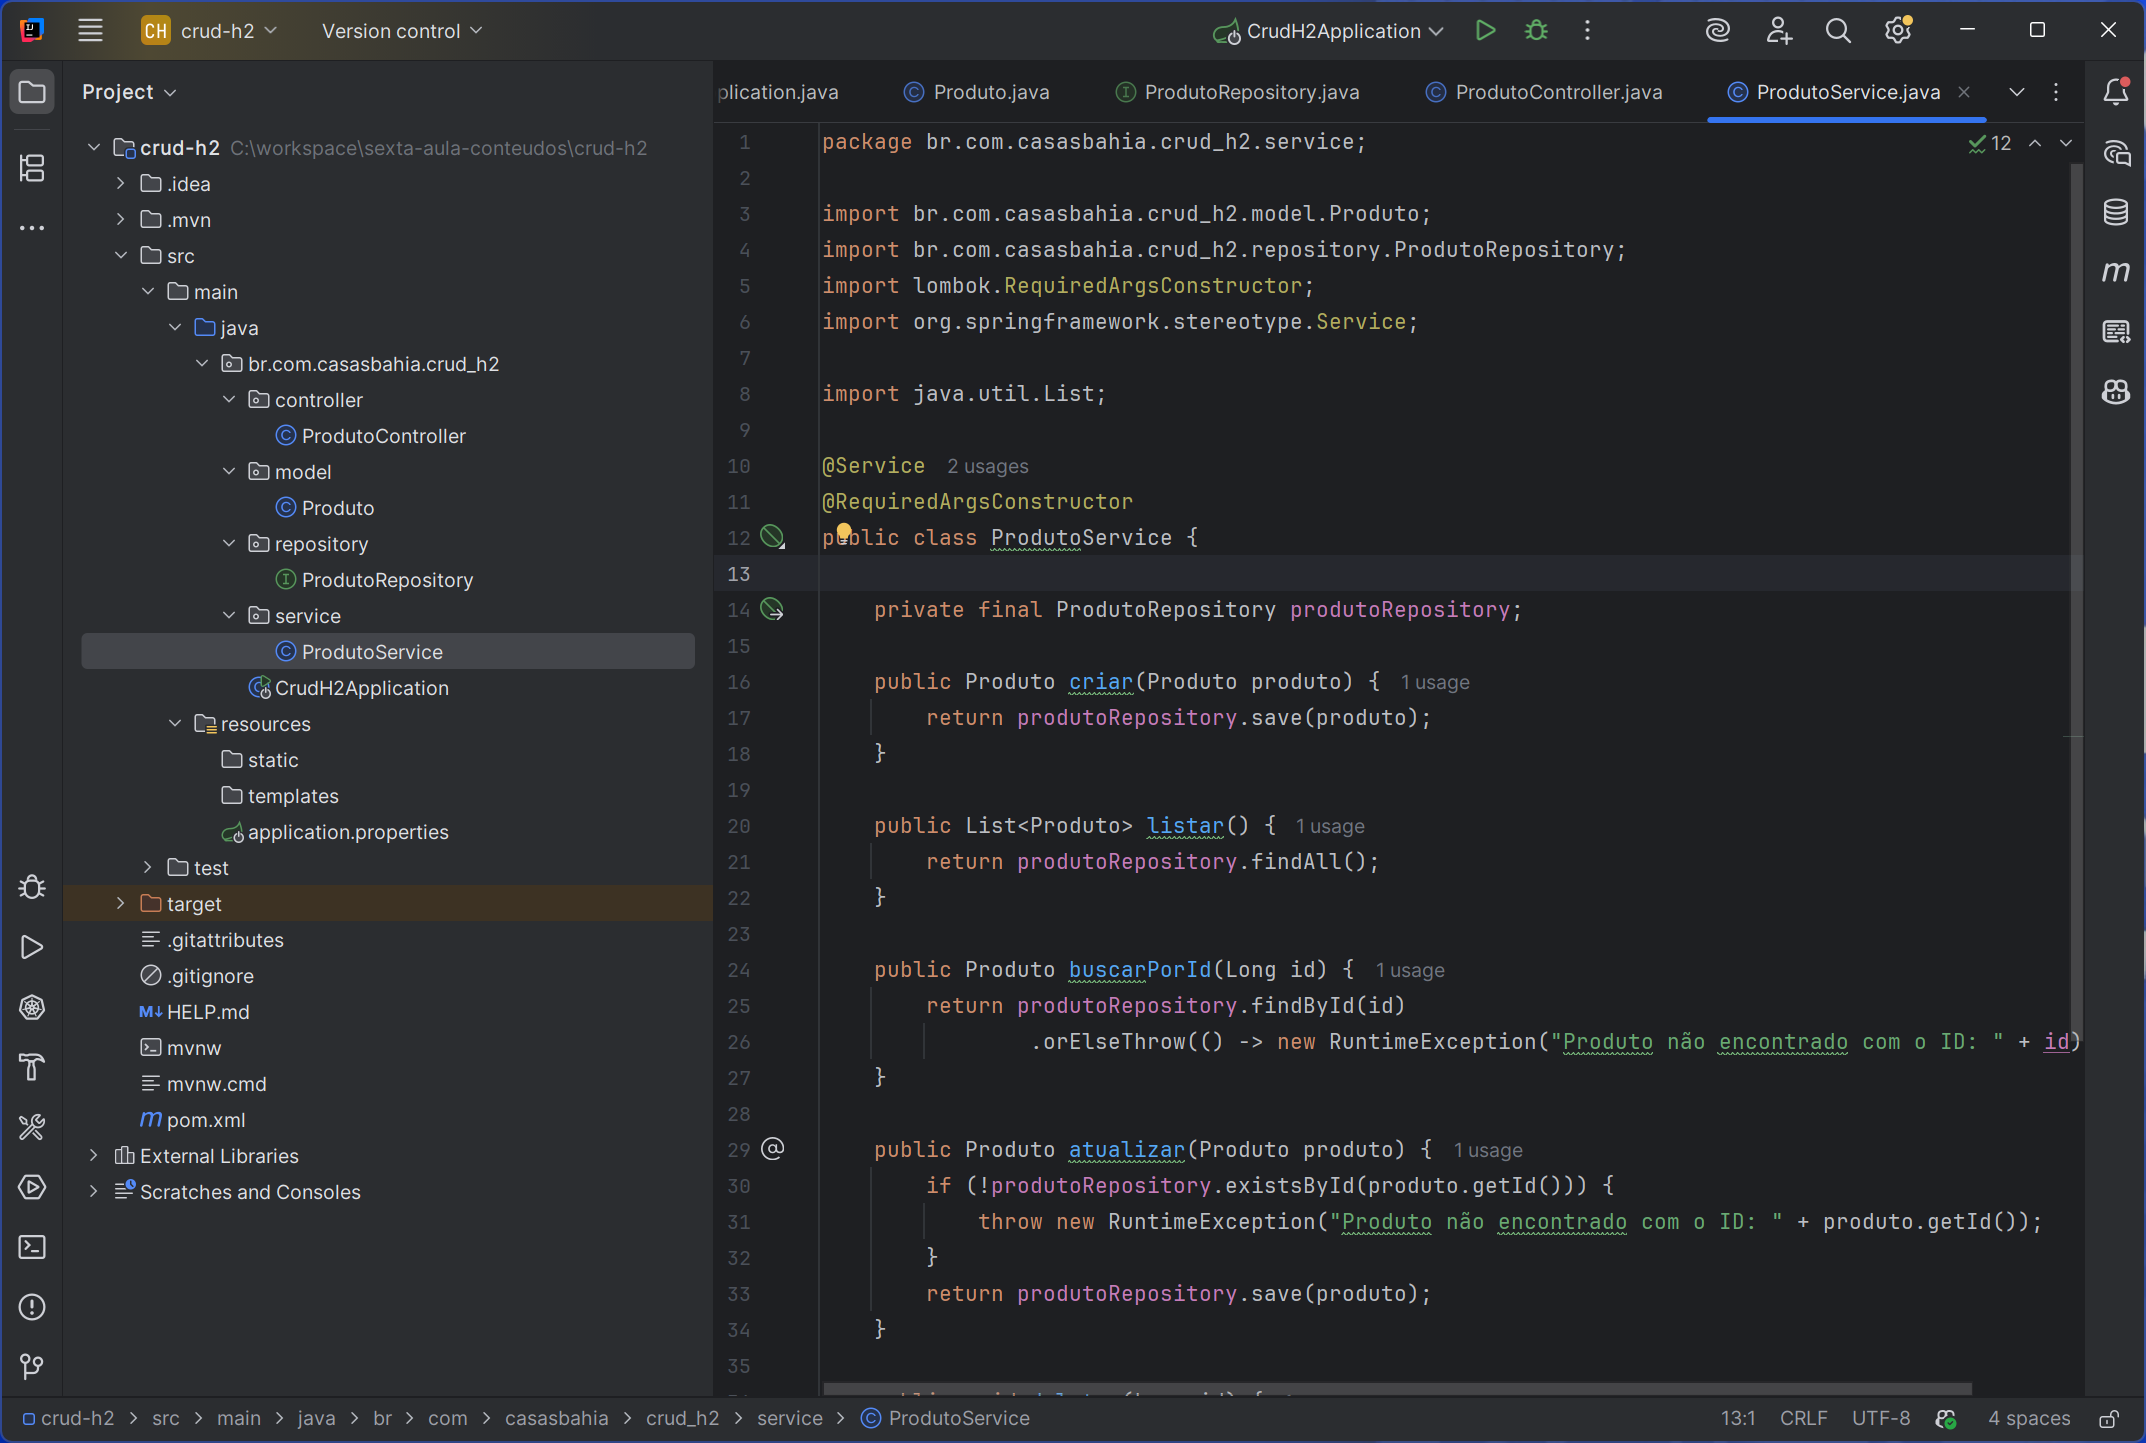 CH crud-h2 Version control CrudH2Application
Project
crud-h2 C:\workspace\sexta-aula-conteudos\crud-h2
.idea
.mvn
src
main
java
br.com.casasbahia.crud_h2
controller
ProdutoController
model
Produto
repository
ProdutoRepository
service
ProdutoService
CrudH2Application
resources
static
templates
application.properties
test
target
.gitattributes
.gitignore
HELP.md
mvnw
mvnw.cmd
pom.xml
External Libraries
Scratches and Consoles
plication.java Produto.java ProdutoRepository.java ProdutoController.java ProdutoService.java
12
1 package br.com.casasbahia.crud_h2.service;
2
3 import br.com.casasbahia.crud_h2.model.Produto;
4 import br.com.casasbahia.crud_h2.repository.ProdutoRepository;
5 import lombok.RequiredArgsConstructor;
6 import org.springframework.stereotype.Service;
7
8 import java.util.List;
9
10 @Service 2 usages
11 @RequiredArgsConstructor
12 public class ProdutoService {
13
14 private final ProdutoRepository produtoRepository;
15
16 public Produto criar(Produto produto) { 1 usage
17 return produtoRepository.save(produto);
18 }
19
20 public List<Produto> listar() { 1 usage
21 return produtoRepository.findAll();
22 }
23
24 public Produto buscarPorId(Long id) { 1 usage
25 return produtoRepository.findById(id)
26 .orElseThrow(() -> new RuntimeException("Produto não encontrado com o ID: " + id)
27 }
28
29 public Produto atualizar(Produto produto) { 1 usage
30 if (!produtoRepository.existsById(produto.getId())) {
31 throw new RuntimeException("Produto não encontrado com o ID: " + produto.getId());
32 }
33 return produtoRepository.save(produto);
34 }
35
crud-h2 > src > main > java > br > com > casasbahia > crud_h2 > service > ProdutoService
13:1 CRLF UTF-8 4 spaces